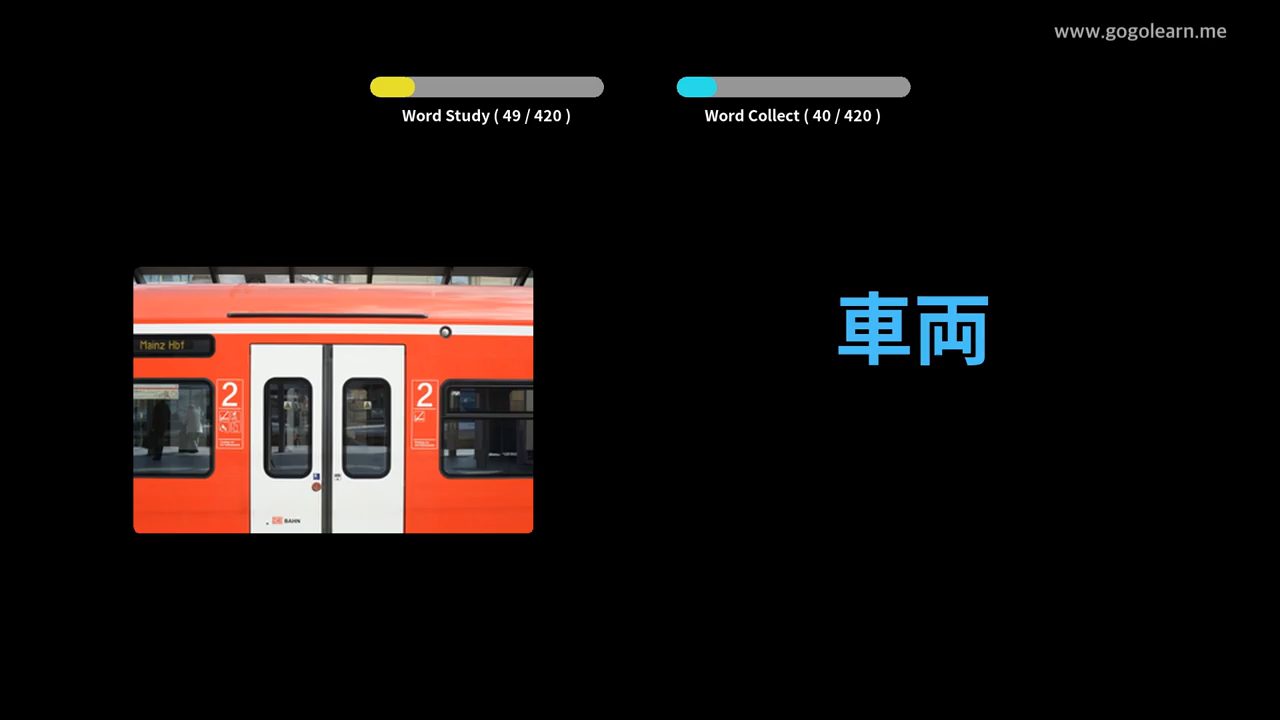 www.gogolearn.me
Word Study ( 49 / 420 )
Word Collect ( 40 / 420 )
車両
Mainz Hbf
2
2
DB BAHN